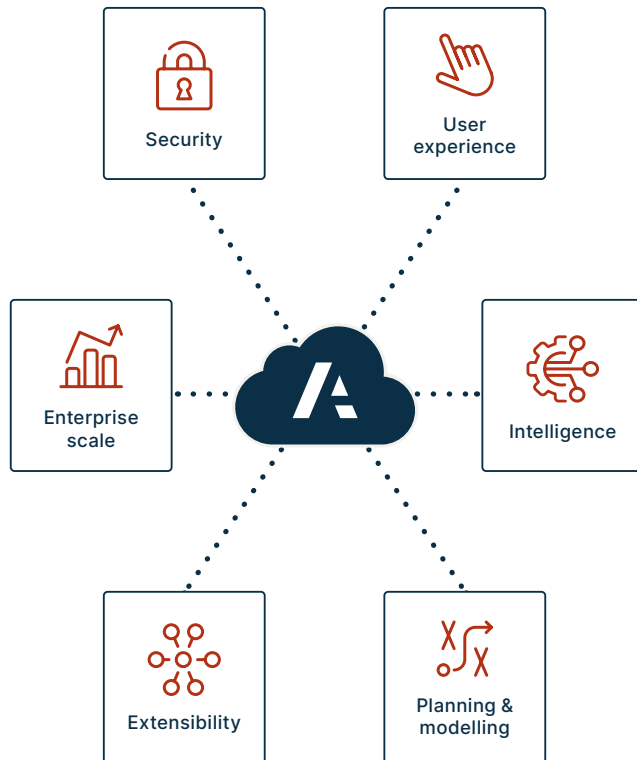 Security
User
experience
Enterprise
scale
Intelligence
Extensibility
Planning &
modelling